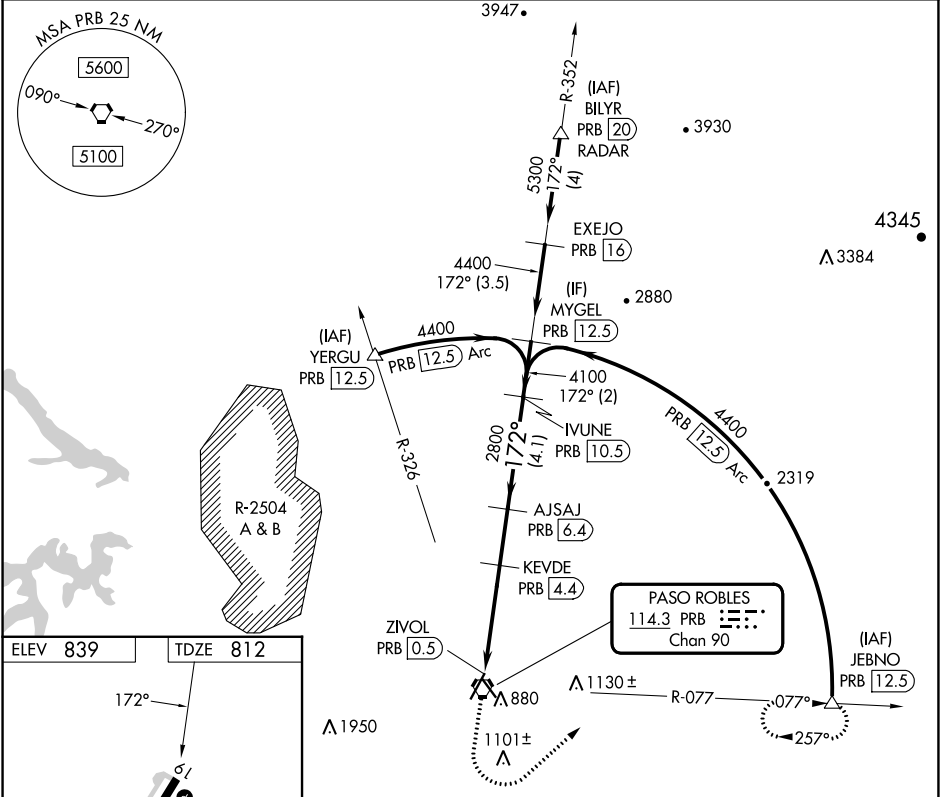 3947
MSA PRB 25 NM
5600
090°
270°
5100
R-352
(IAF)
BILYR
PRB 20
RADAR
3930
5300
172°
(4)
EXEJO
PRB 16
4345
3384
4400
172° (3.5)
(IF)
MYGEL
PRB 12.5
2880
(IAF)
YERGU
PRB 12.5
4400
PRB 12.5 Arc
4100
172° (2)
IVUNE
PRB 10.5
4400
PRB 12.5 Arc
2319
R-326
2800
172°
(4.1)
R-2504
A & B
AJSAJ
PRB 6.4
KEVDE
PRB 4.4
PASO ROBLES
114.3 PRB
Chan 90
ZIVOL
PRB 0.5
(IAF)
JEBNO
PRB 12.5
ELEV 839
TDZE 812
172°
19
880
1130 ±
R-077
077°
257°
1950
1101±